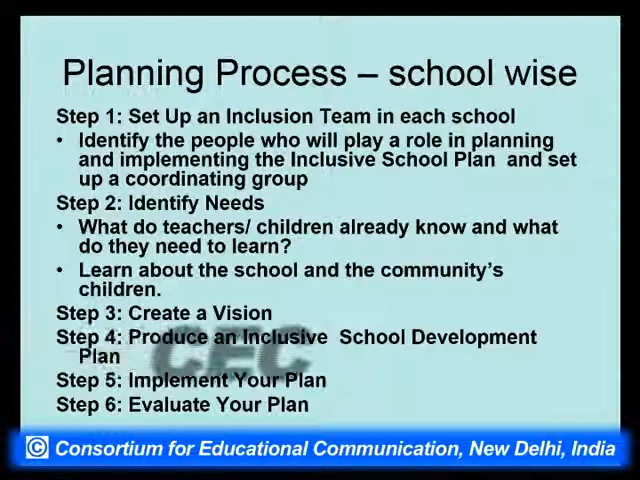 Planning Process – school wise
Step 1: Set Up an Inclusion Team in each school
• Identify the people who will play a role in planning
and implementing the Inclusive School Plan and set
up a coordinating group
Step 2: Identify Needs
• What do teachers/ children already know and what
do they need to learn?
• Learn about the school and the community's
children.
Step 3: Create a Vision
Step 4: Produce an Inclusive School Development
Plan
CEC
Step 5: Implement Your Plan
Step 6: Evaluate Your Plan
© Consortium for Educational Communication, New Delhi, India